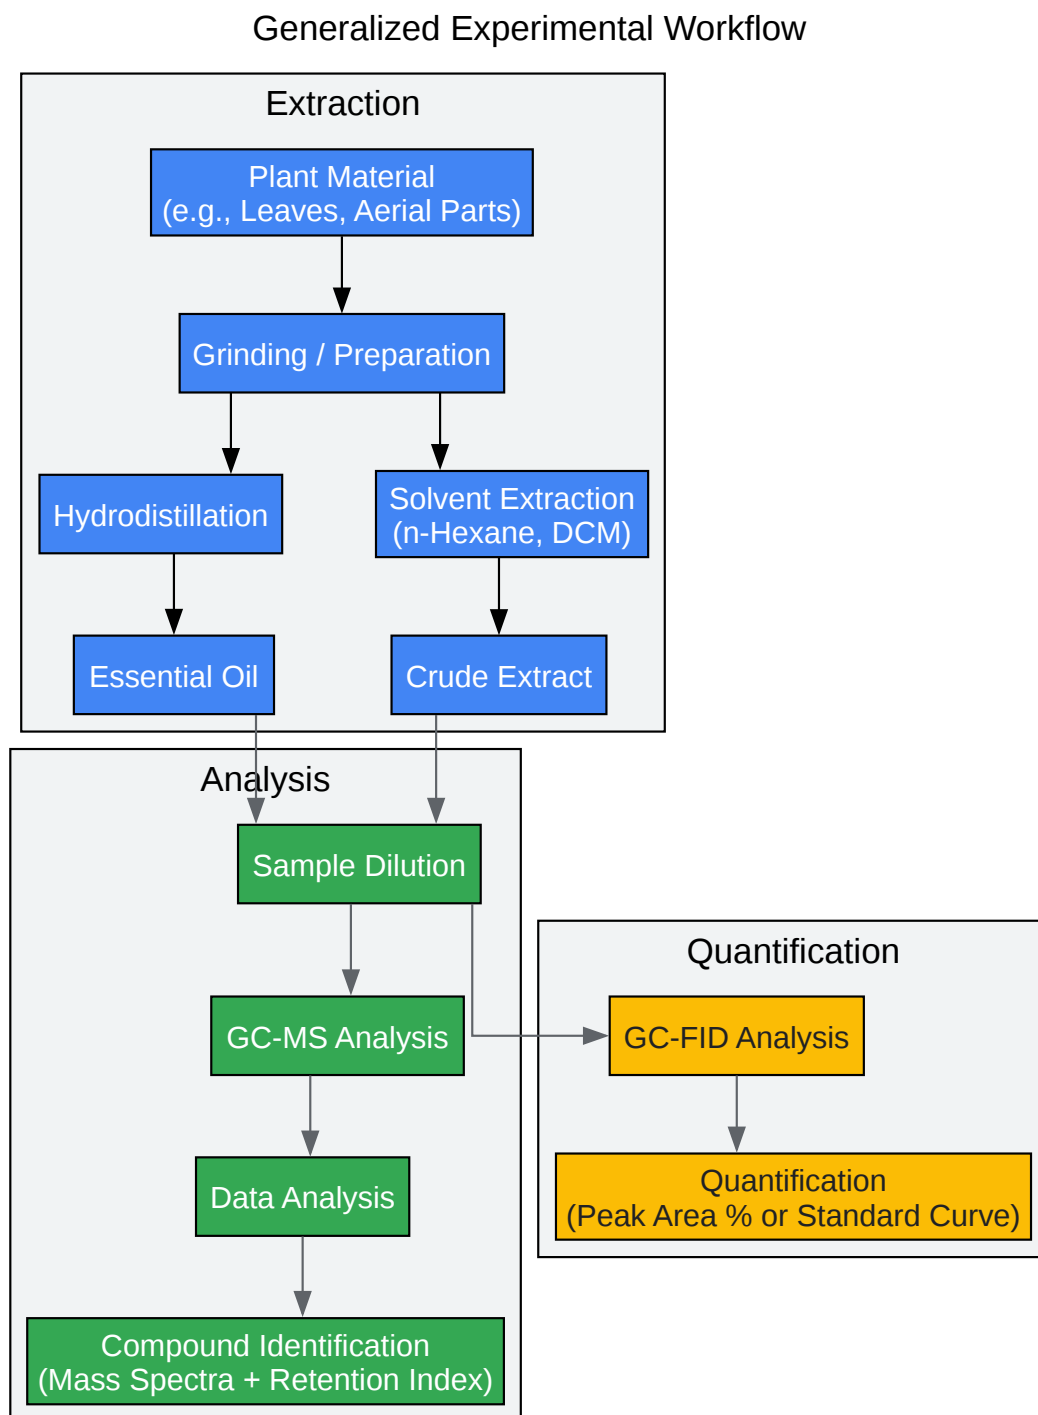 Generalized Experimental Workflow
Extraction
Plant Material
(e.g., Leaves, Aerial Parts)
Grinding / Preparation
Hydrodistillation
Solvent Extraction
(n-Hexane, DCM)
Essential Oil
Crude Extract
Analysis
Sample Dilution
Quantification
GC-MS Analysis
GC-FID Analysis
Data Analysis
Quantification
(Peak Area % or Standard Curve)
Compound Identification
(Mass Spectra + Retention Index)